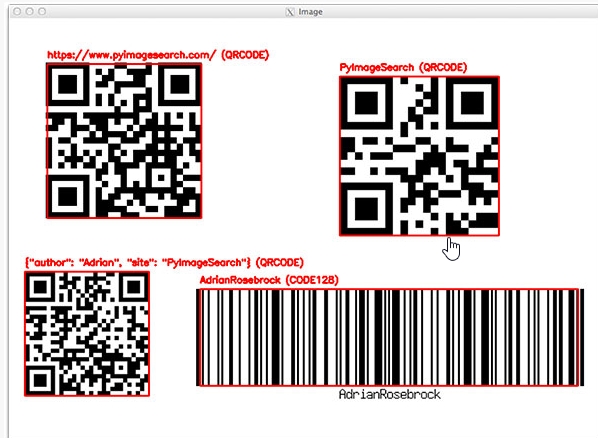 Image
https://www.pyimagesearch.com/ (QRCODE)
PyImageSearch (QRCODE)
{"author": "Adrian", "site": "PyImageSearch"} (QRCODE)
AdrianRosebrock (CODE128)
AdrianRosebrock